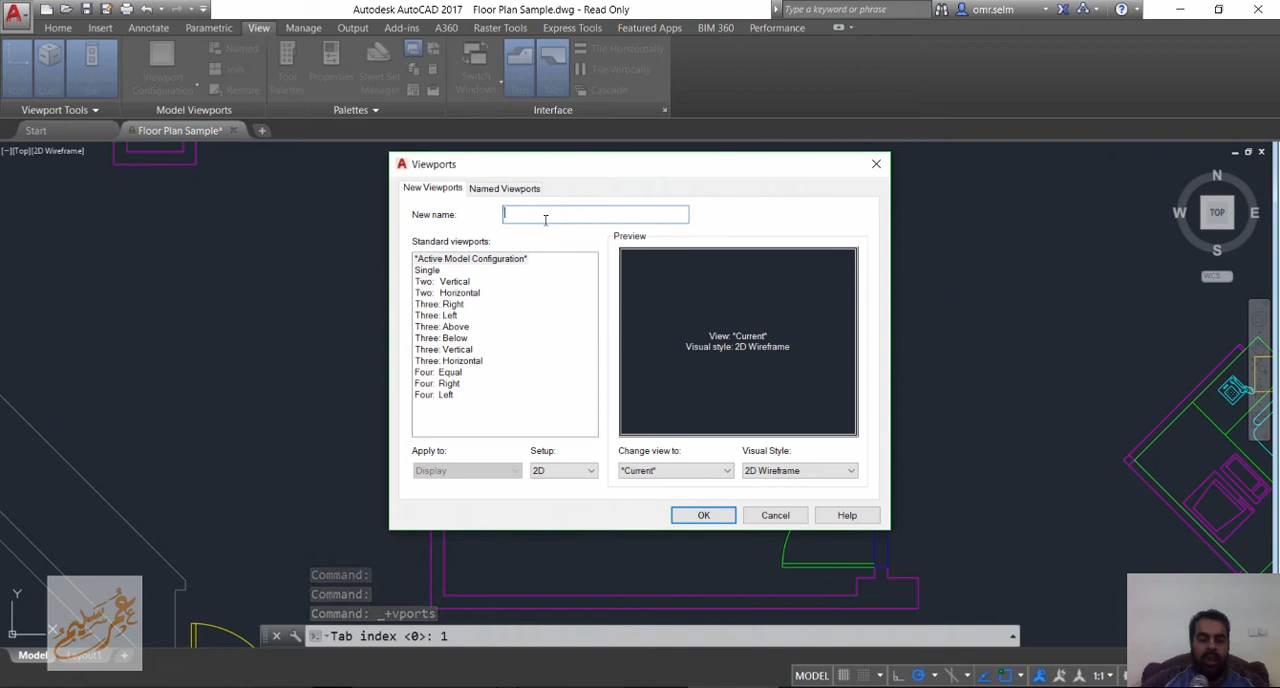 Autodesk AutoCAD 2017 Floor Plan Sample.dwg - Read Only
Type a keyword or phrase
omr.selm
Home Insert Annotate Parametric View Manage Output Add-ins A360 Raster Tools Express Tools Featured Apps BIM 360 Performance
Named
Join
Restore
Viewport Configuration
Tool Palettes
Properties
Sheet Set Manager
Switch Windows
Tile Horizontally
Tile Vertically
Cascade
Viewport Tools Model Viewports Palettes Interface
Start Floor Plan Sample*
[−][Top][2D Wireframe]
N
W TOP E
S
WCS
Viewports
New Viewports Named Viewports
New name:
Standard viewports: Preview
*Active Model Configuration*
Single
Two: Vertical
Two: Horizontal
Three: Right
Three: Left
Three: Above
Three: Below
Three: Vertical
Three: Horizontal
Four: Equal
Four: Right
Four: Left
View: *Current*
Visual style: 2D Wireframe
Apply to: Setup: Change view to: Visual Style:
Display 2D *Current* 2D Wireframe
OK Cancel Help
Command:
Command:
Command: _+vports
Tab index <0>: 1
Y
X
عمر سليم
Model Layout1
MODEL 1:1